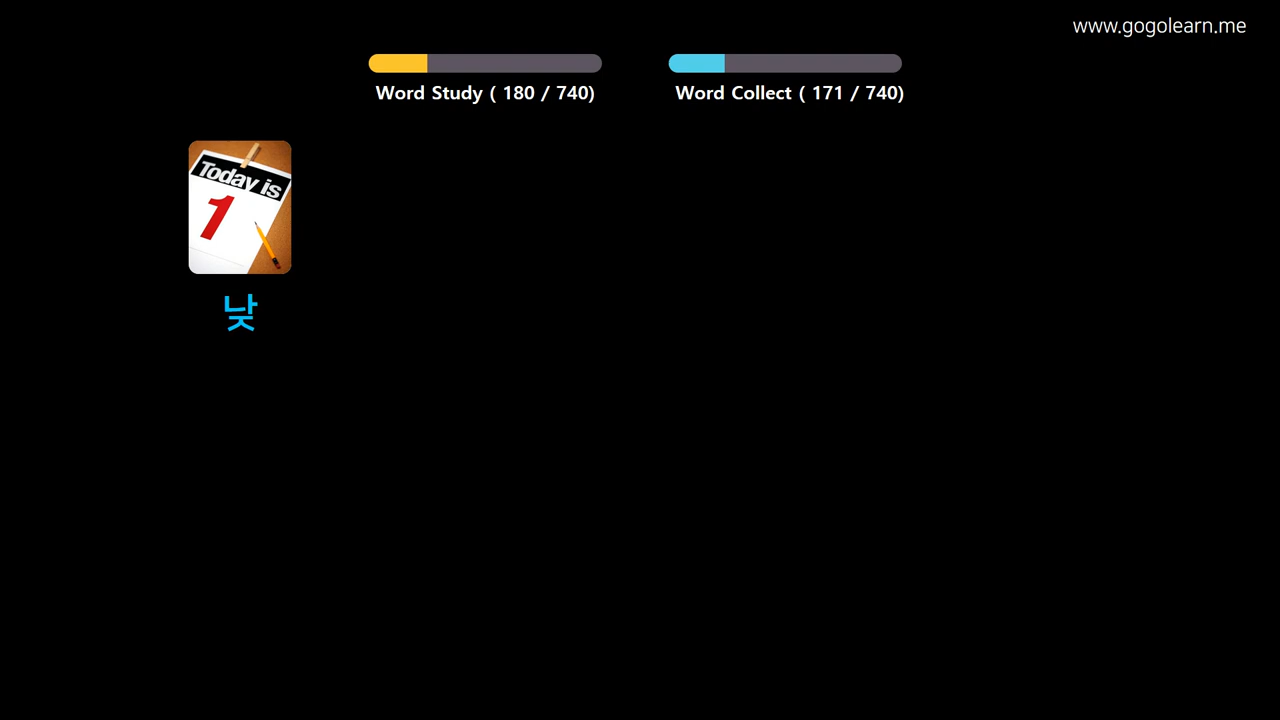 www.gogolearn.me
Word Study ( 180 / 740)
Word Collect ( 171 / 740)
Today is
1
낮